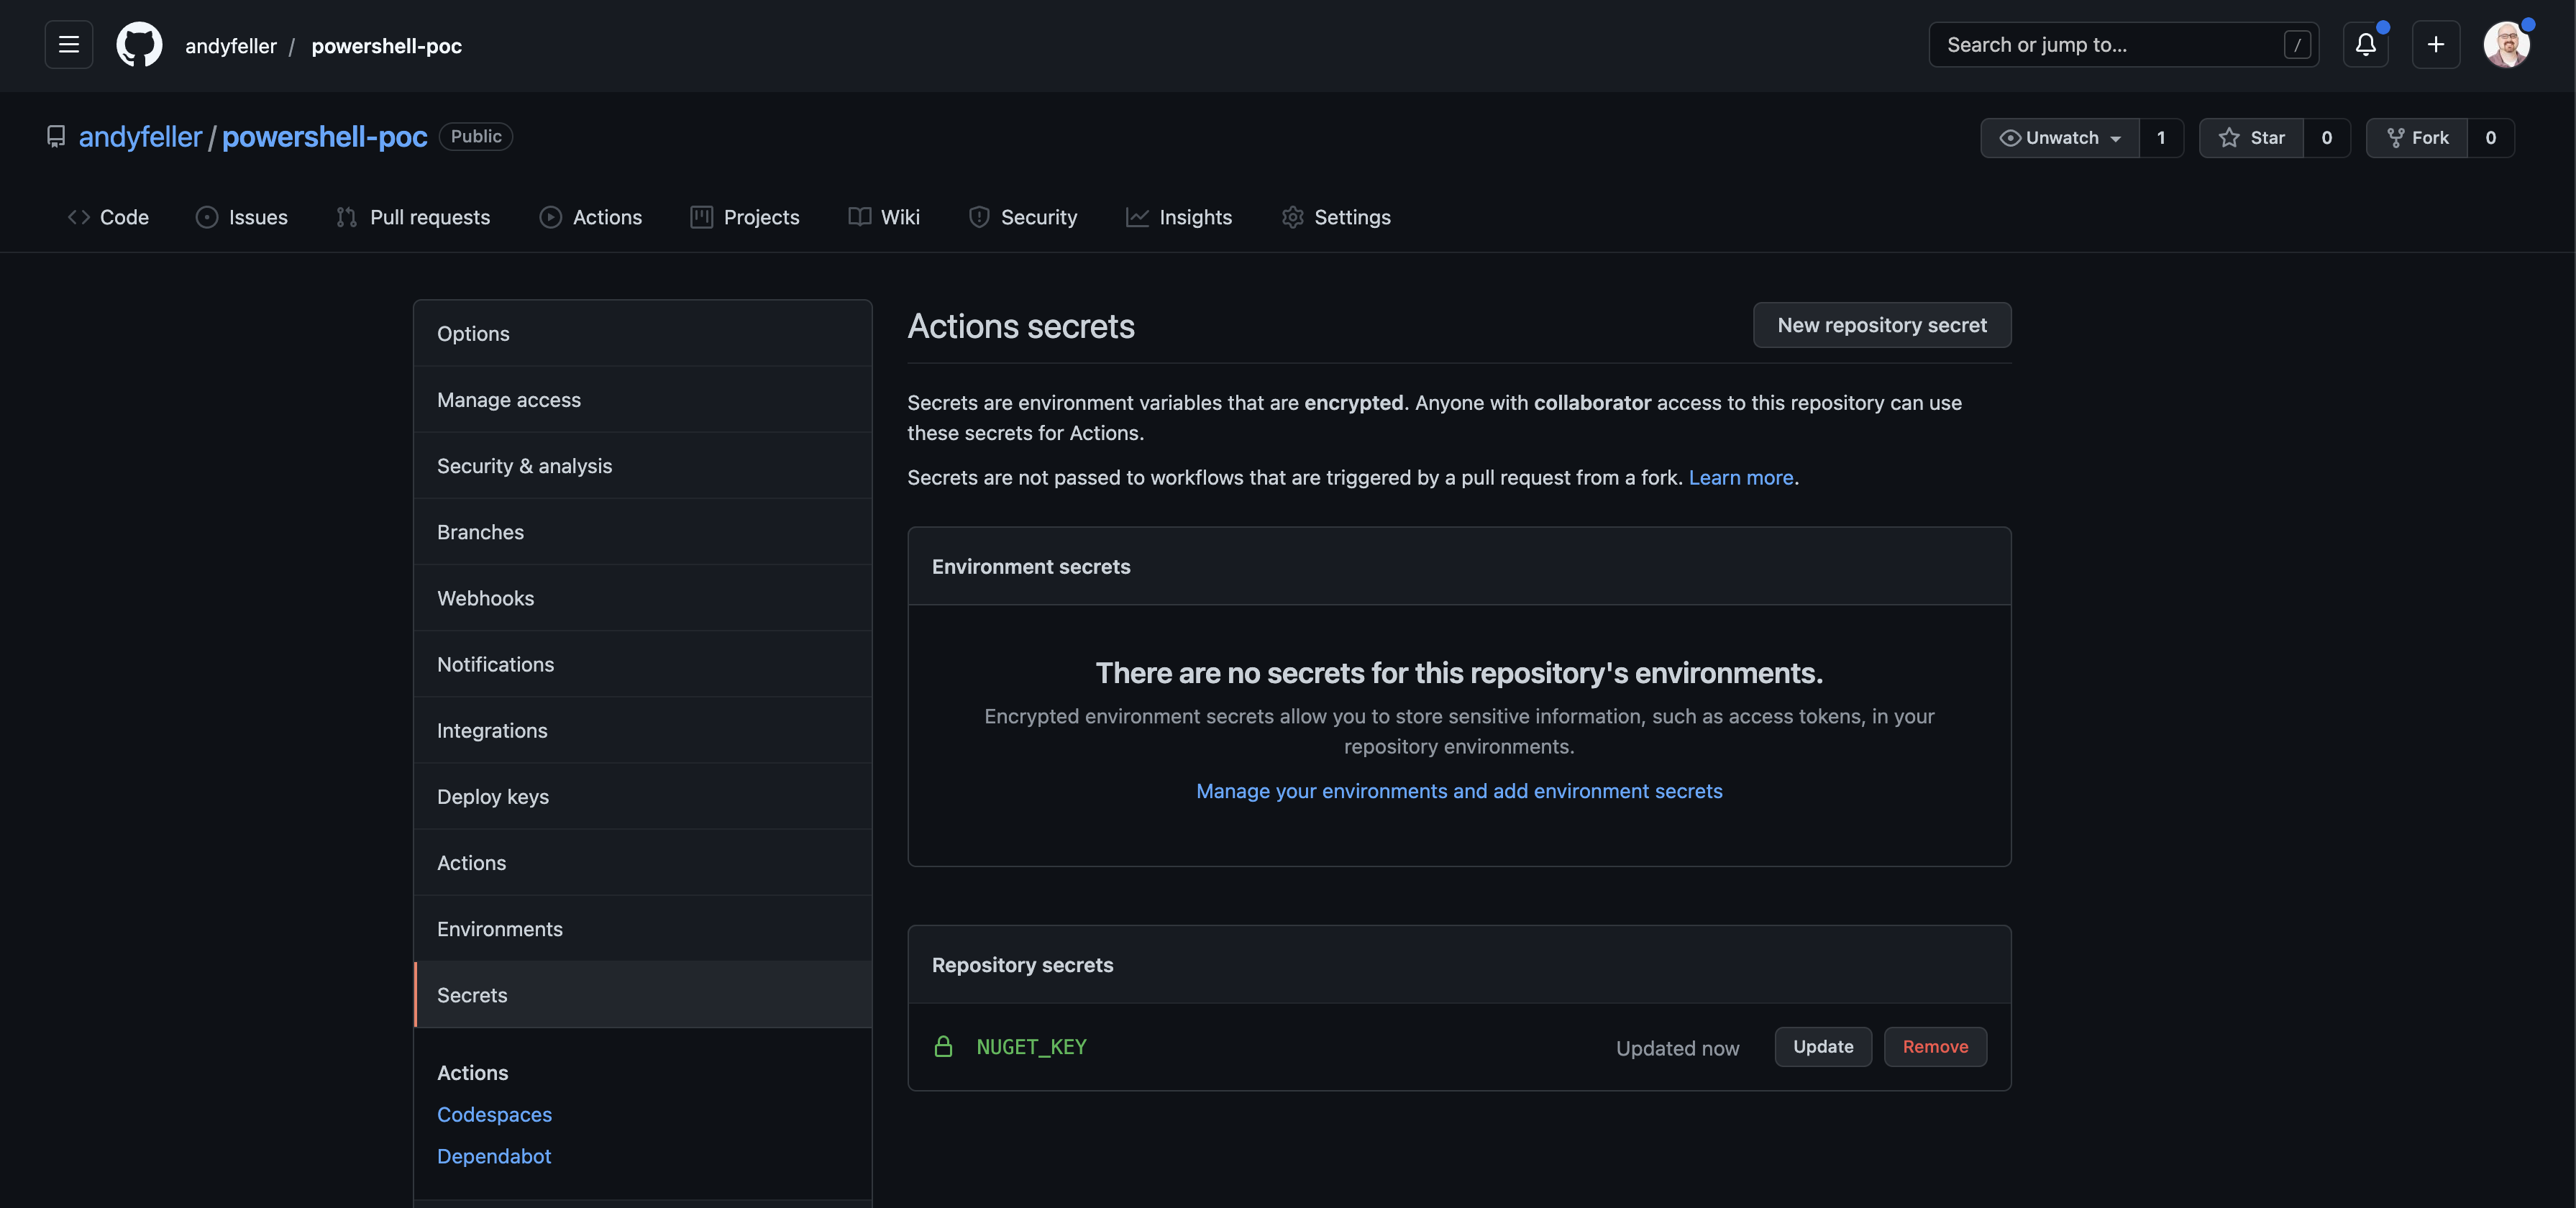 andyfeller / powershell-poc
Search or jump to... /
andyfeller / powershell-poc Public
Unwatch 1 Star 0 Fork 0
Code Issues Pull requests Actions Projects Wiki Security Insights Settings
Options
Manage access
Security & analysis
Branches
Webhooks
Notifications
Integrations
Deploy keys
Actions
Environments
Secrets
Actions
Codespaces
Dependabot
Actions secrets
New repository secret
Secrets are environment variables that are encrypted. Anyone with collaborator access to this repository can use
these secrets for Actions.
Secrets are not passed to workflows that are triggered by a pull request from a fork. Learn more.
Environment secrets
There are no secrets for this repository's environments.
Encrypted environment secrets allow you to store sensitive information, such as access tokens, in your
repository environments.
Manage your environments and add environment secrets
Repository secrets
NUGET_KEY Updated now Update Remove